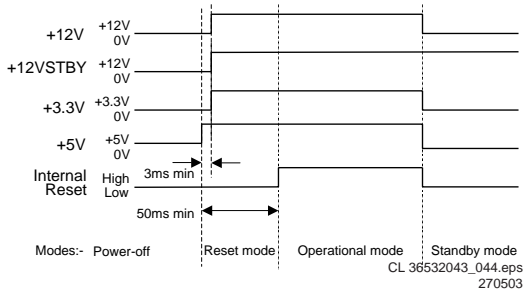 +12V +12V
0V
+12VSTBY +12V
0V
+3.3V +3.3V
0V
+5V +5V
0V
Internal Reset High
Low
3ms min
50ms min
Modes:- Power-off Reset mode Operational mode Standby mode
CL 36532043_044.eps
270503